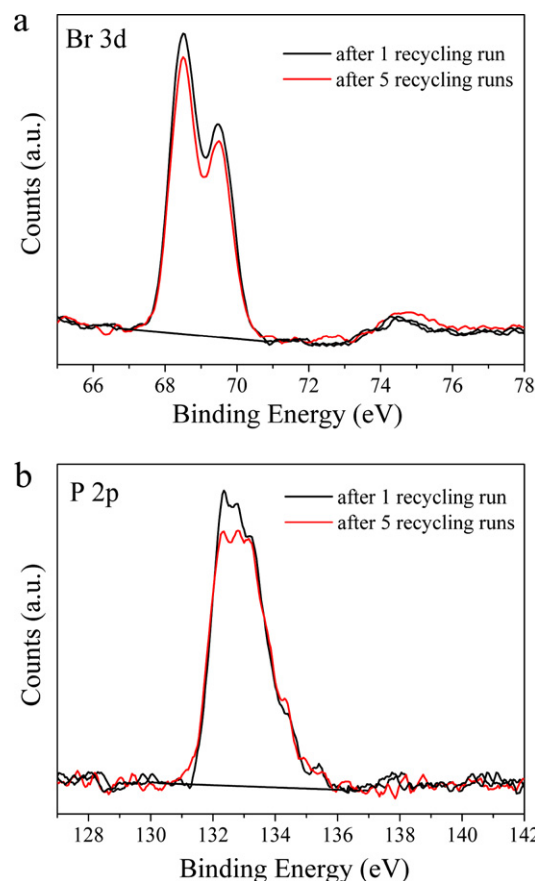 a
Br 3d
after 1 recycling run
after 5 recycling runs
Counts (a.u.)
66 68 70 72 74 76 78
Binding Energy (eV)
b
P 2p
after 1 recycling run
after 5 recycling runs
Counts (a.u.)
128 130 132 134 136 138 140 142
Binding Energy (eV)